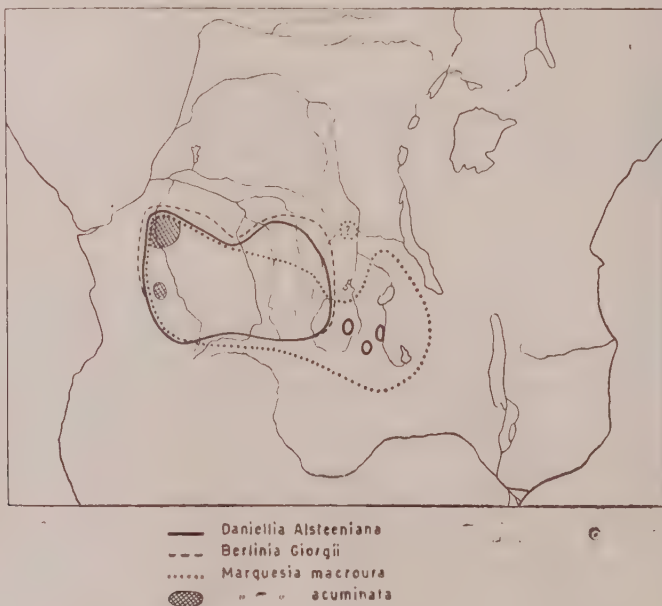 ?
Daniellia Alsteeniana
Berlinia Giorgii
Marquesia macroura
" — " acuminata